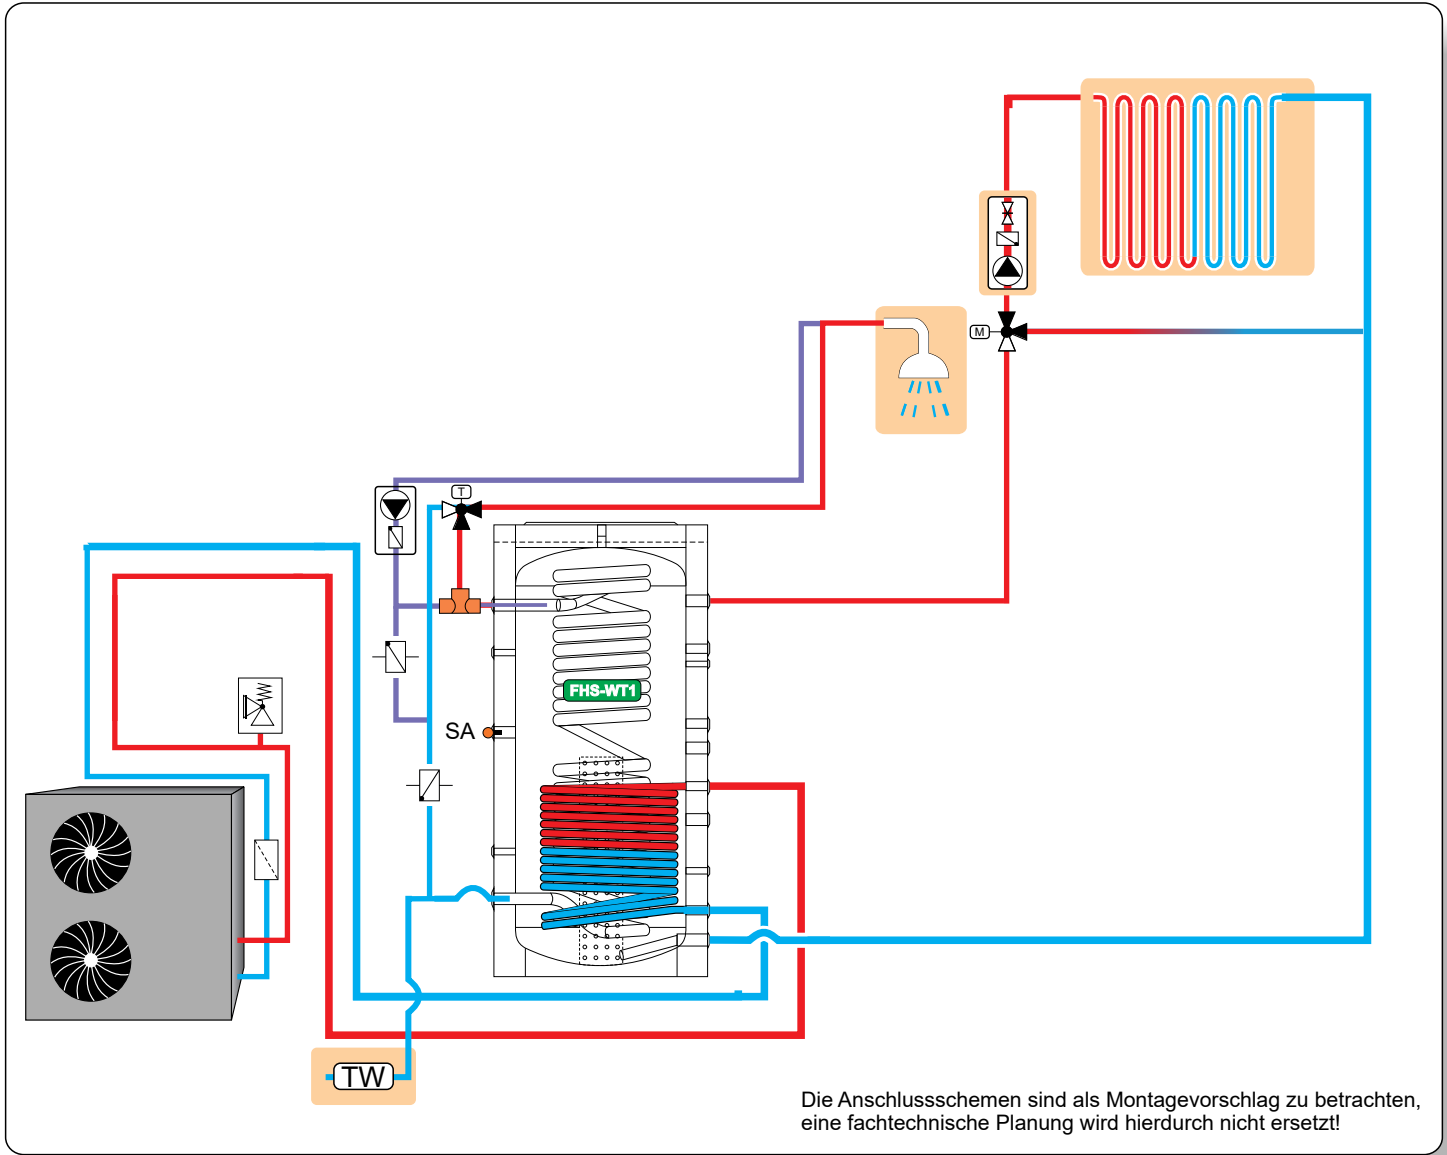 M
T
FHS-WT1
SA
TW
Die Anschlussschemen sind als Montagevorschlag zu betrachten,
eine fachtechnische Planung wird hierdurch nicht ersetzt!